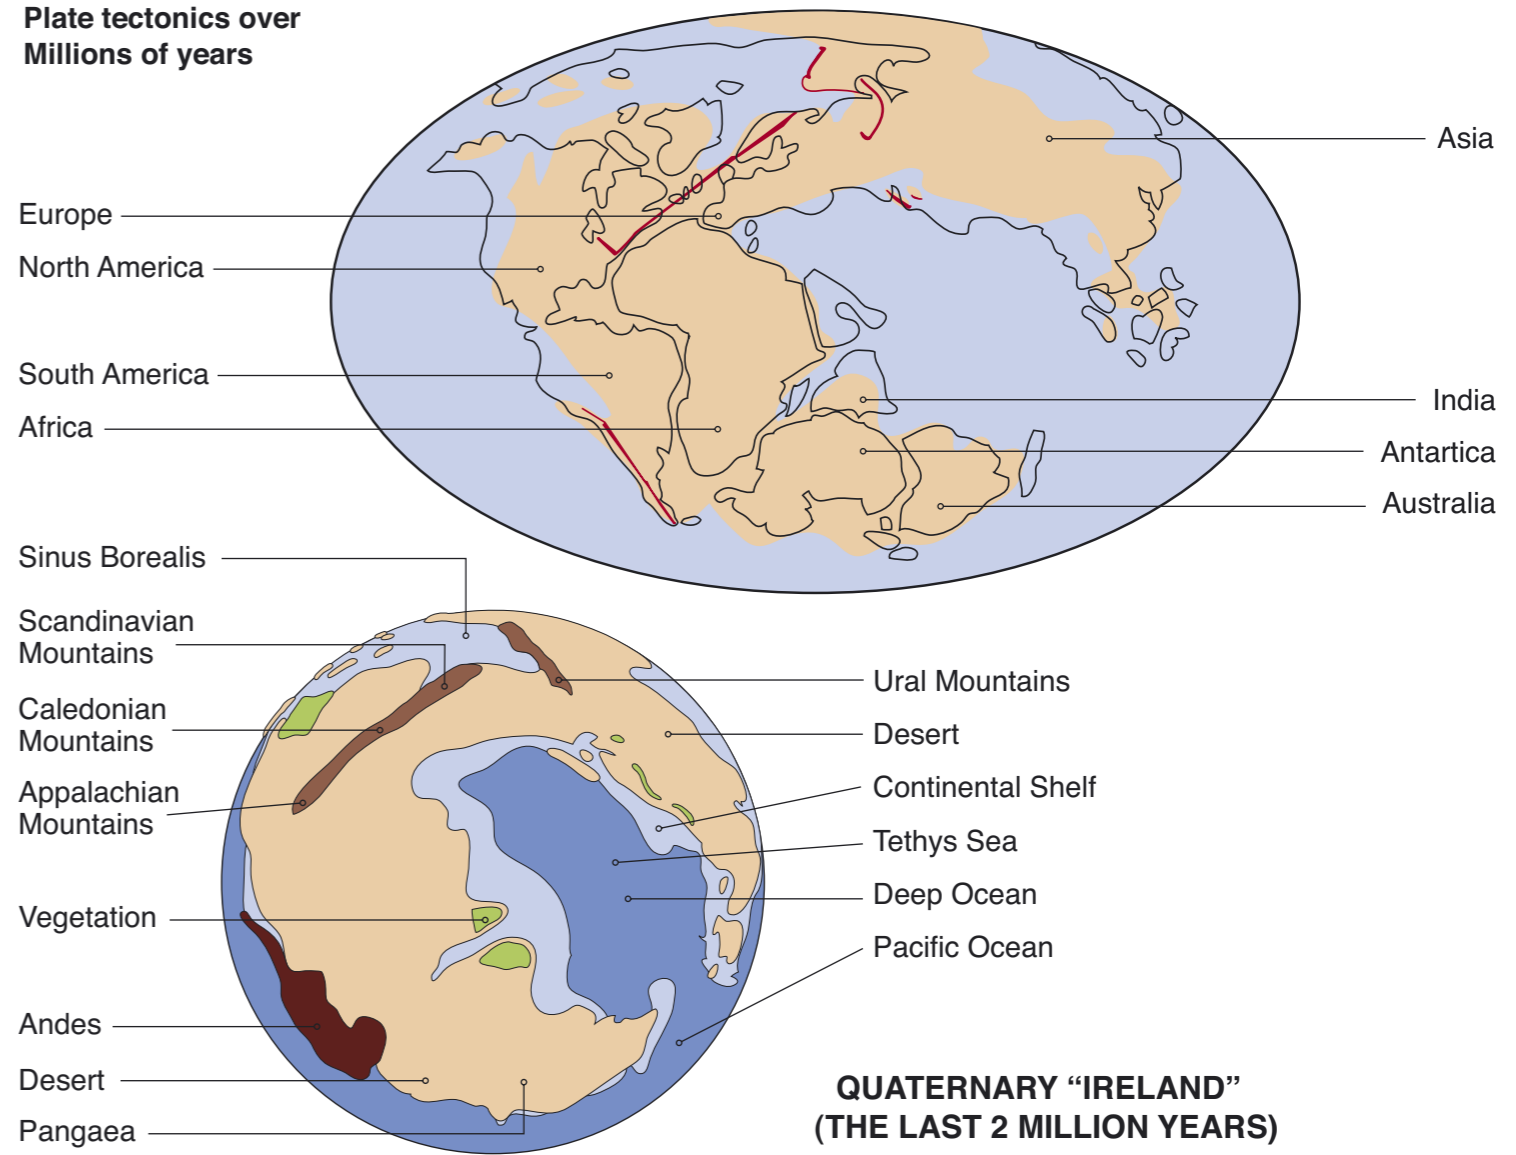 Plate tectonics over
Millions of years
Asia
Europe
North America
South America
Africa
India
Antartica
Australia
Sinus Borealis
Scandinavian
Mountains
Caledonian
Mountains
Appalachian
Mountains
Vegetation
Andes
Desert
Pangaea
Ural Mountains
Desert
Continental Shelf
Tethys Sea
Deep Ocean
Pacific Ocean
QUATERNARY “IRELAND”
(THE LAST 2 MILLION YEARS)